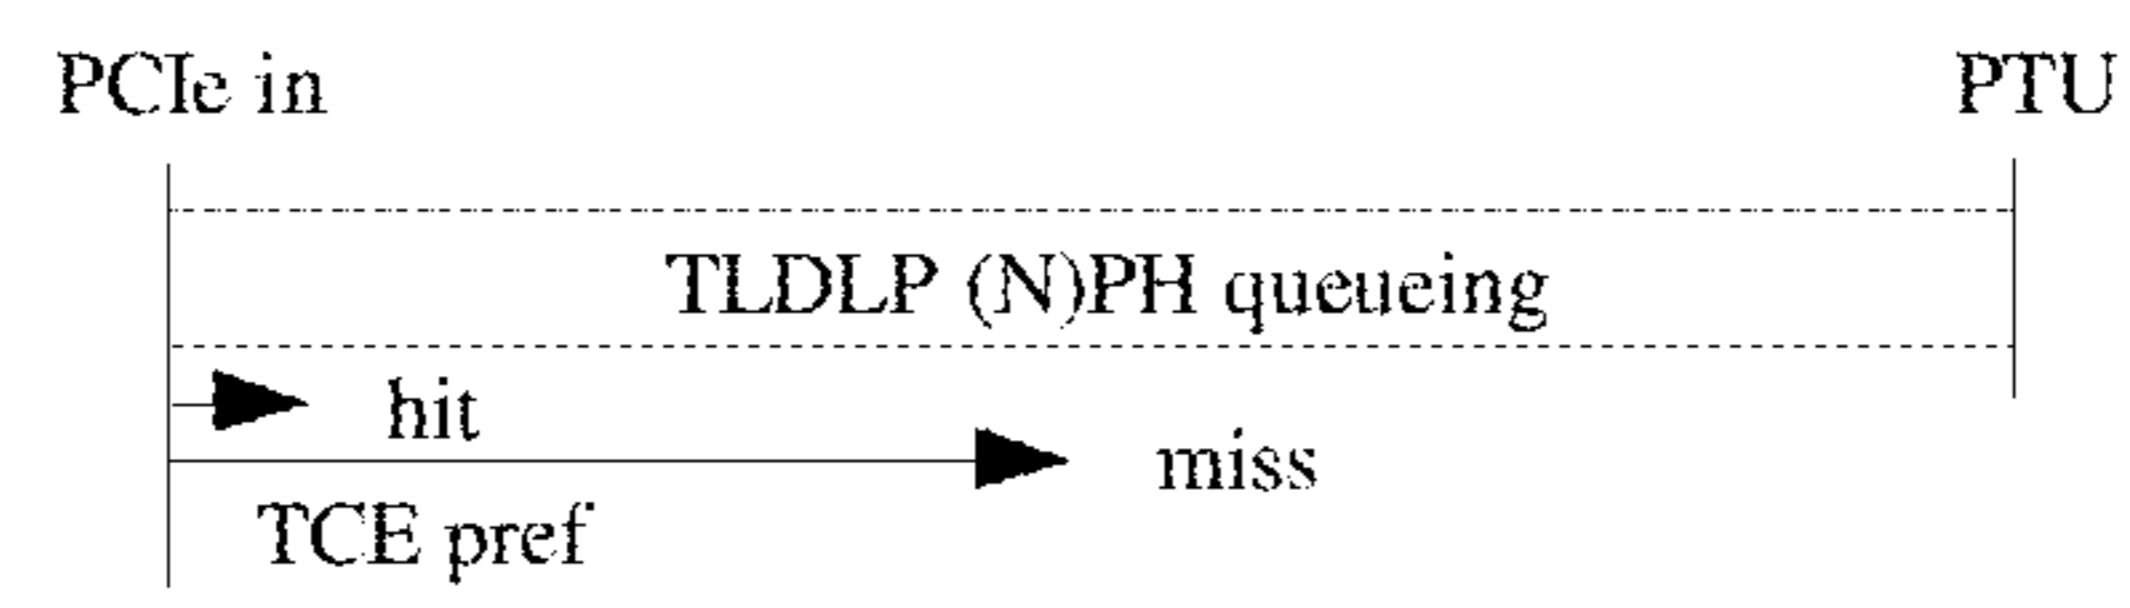 PCIe in
PTU
TLDLP (N)PH queueing
hit
miss
TCE pref